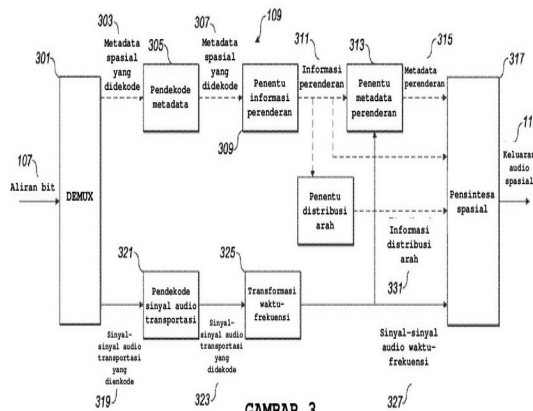 303
307
109
Metadata
spasial
yang
didekode
305
Metadata
spasial yang
didekode
311
313
315
317
301
Informasi
perenderan
Metadata
perenderan
Pendekode
metadata
Penentu
informasi
perenderan
Penentu
metadata
perenderan
309
11
107
Aliran bit
DEMUX
Keluaran
audio
spasial
Pensintesa
spasial
Penentu
distribusi
arah
Informasi
distribusi
arah
331
321
325
Pendekode
sinyal audio
transportasi
Transformasi
waktu-
frekuensi
Sinyal-
sinyal audio
transportasi
yang
dienkode
319
Sinyal-
sinyal audio
transportasi yang
didekode
323
Sinyal-sinyal
audio waktu-
frekuensi
327
GAMBAR 3